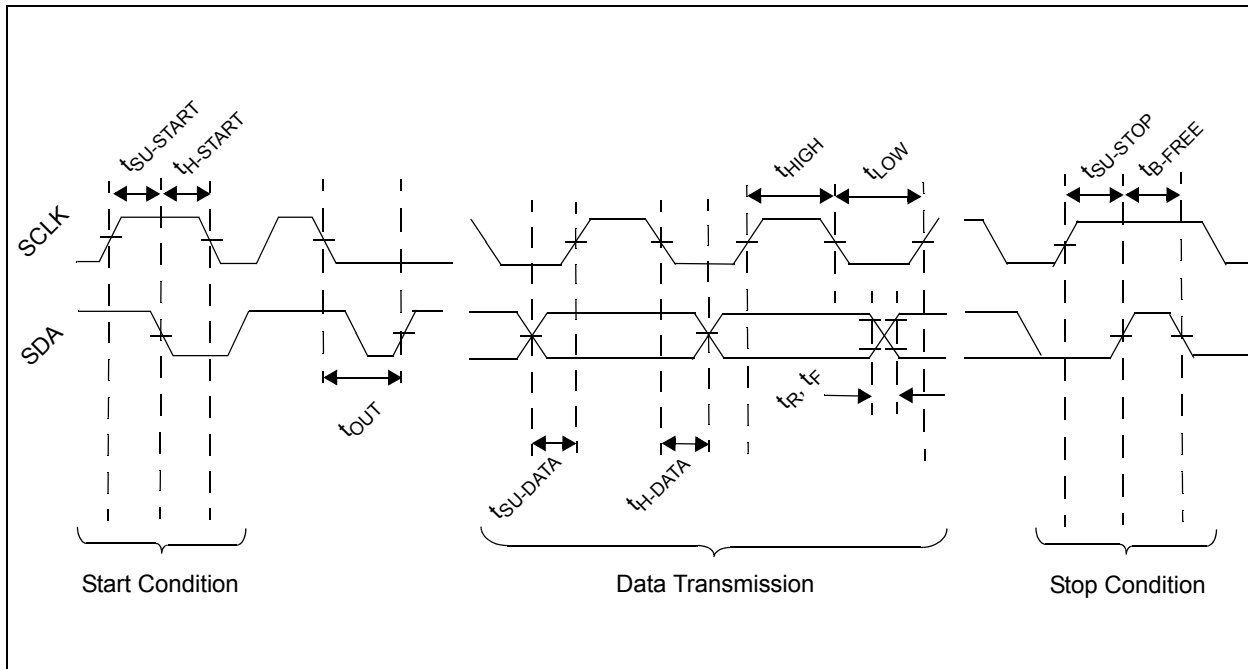 tSU-START
tH-START
tHIGH
tLOW
tSU-STOP
tB-FREE
SCLK
SDA
tOUT
tR, tF
tSU-DATA
tH-DATA
Start Condition
Data Transmission
Stop Condition